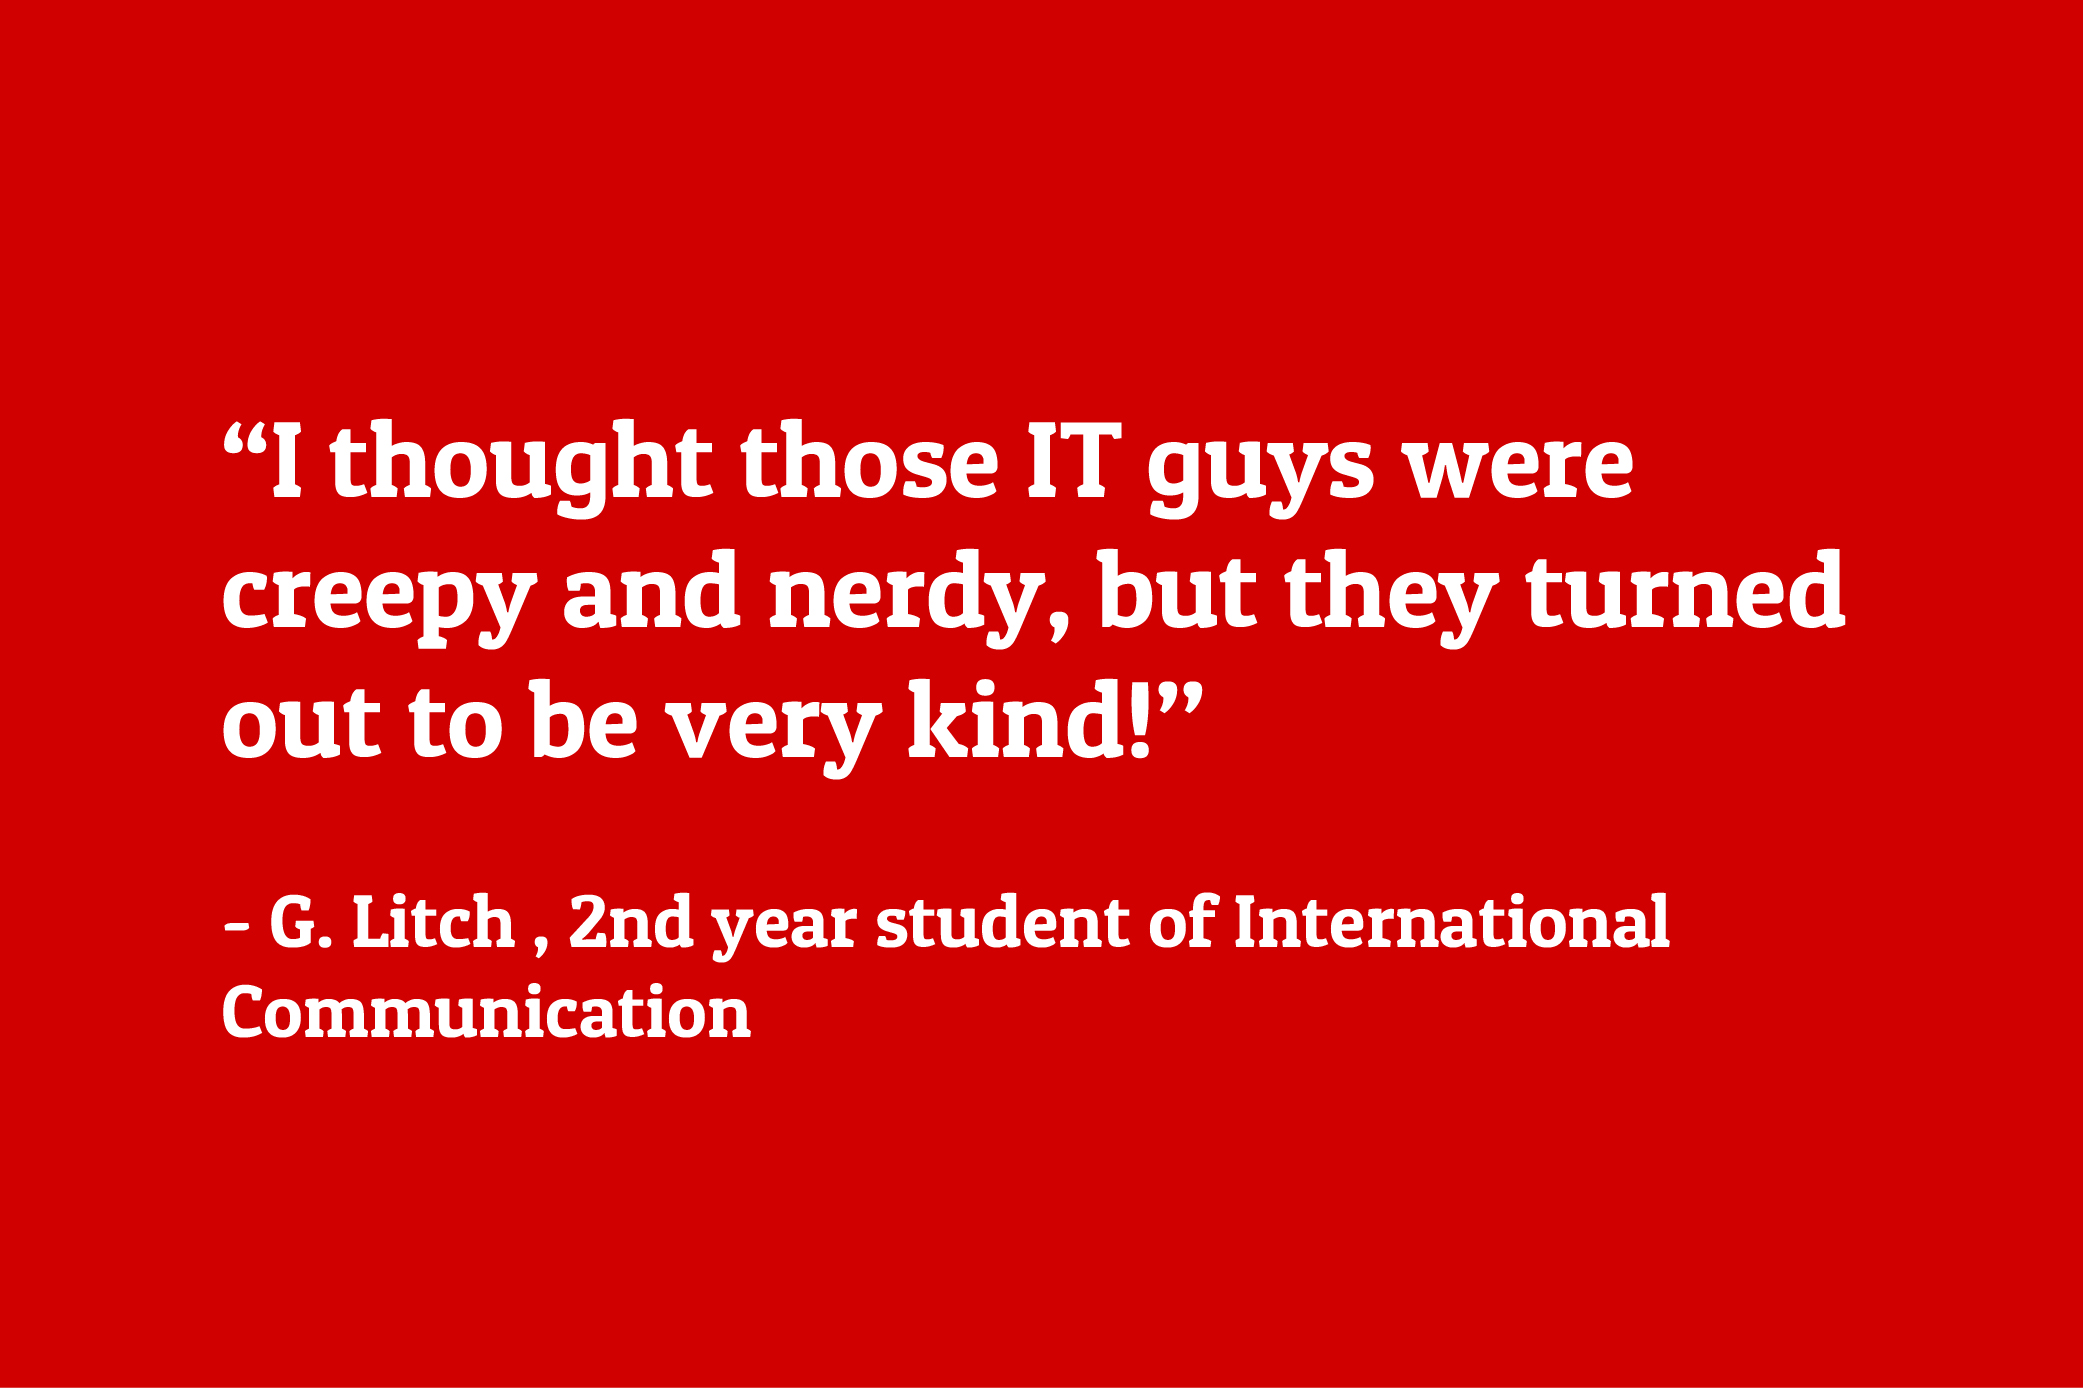 “I thought those IT guys were
creepy and nerdy, but they turned
out to be very kind!”
- G. Litch , 2nd year student of International
Communication